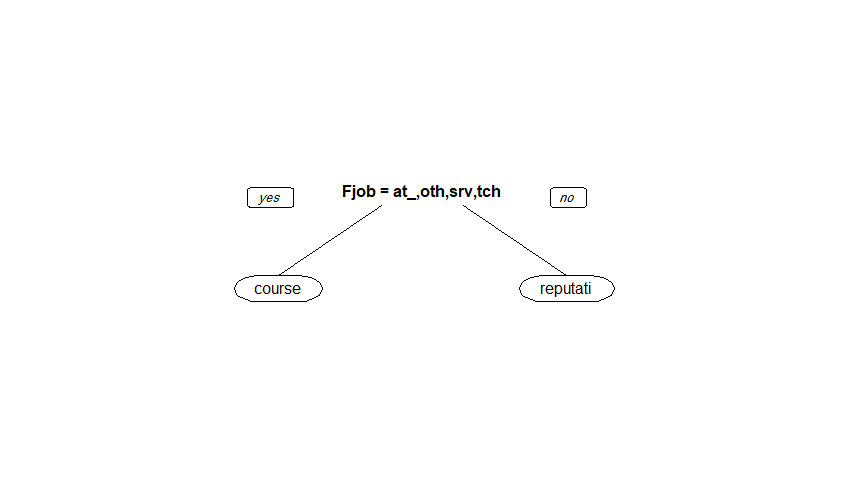 yes
Fjob = at_,oth,srv,tch
no
course
reputati